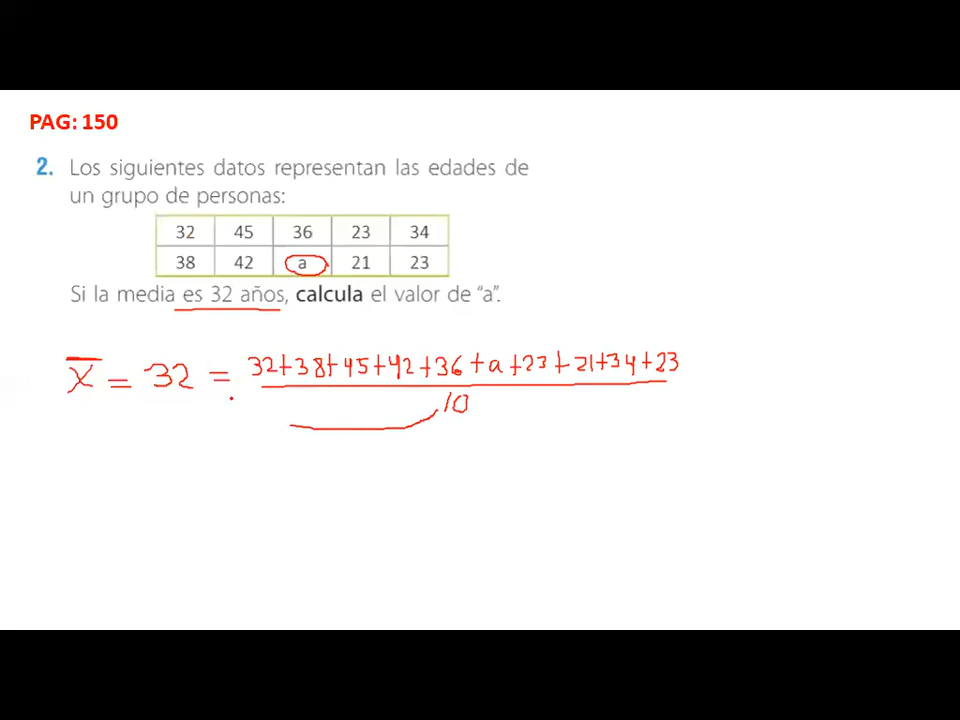 PAG: 150
2. Los siguientes datos representan las edades de
un grupo de personas:
32 45 36 23 34
38 42 a 21 23
Si la media es 32 años, calcula el valor de “a”.
X̅ = 32 = 32+38+45+42+36+a+23+21+34+23
10